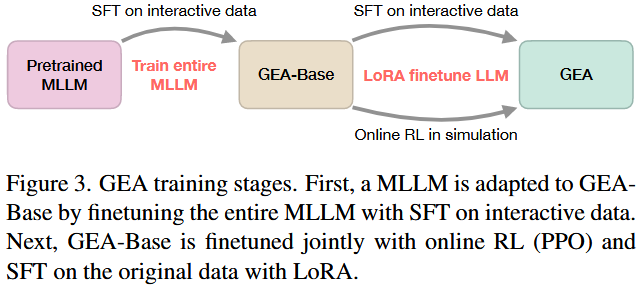 SFT on interactive data
SFT on interactive data
Pretrained
MLLM
Train entire
MLLM
GEA-Base
LoRA finetune LLM
GEA
Online RL in simulation
Figure 3. GEA training stages. First, a MLLM is adapted to GEA-
Base by finetuning the entire MLLM with SFT on interactive data.
Next, GEA-Base is finetuned jointly with online RL (PPO) and
SFT on the original data with LoRA.